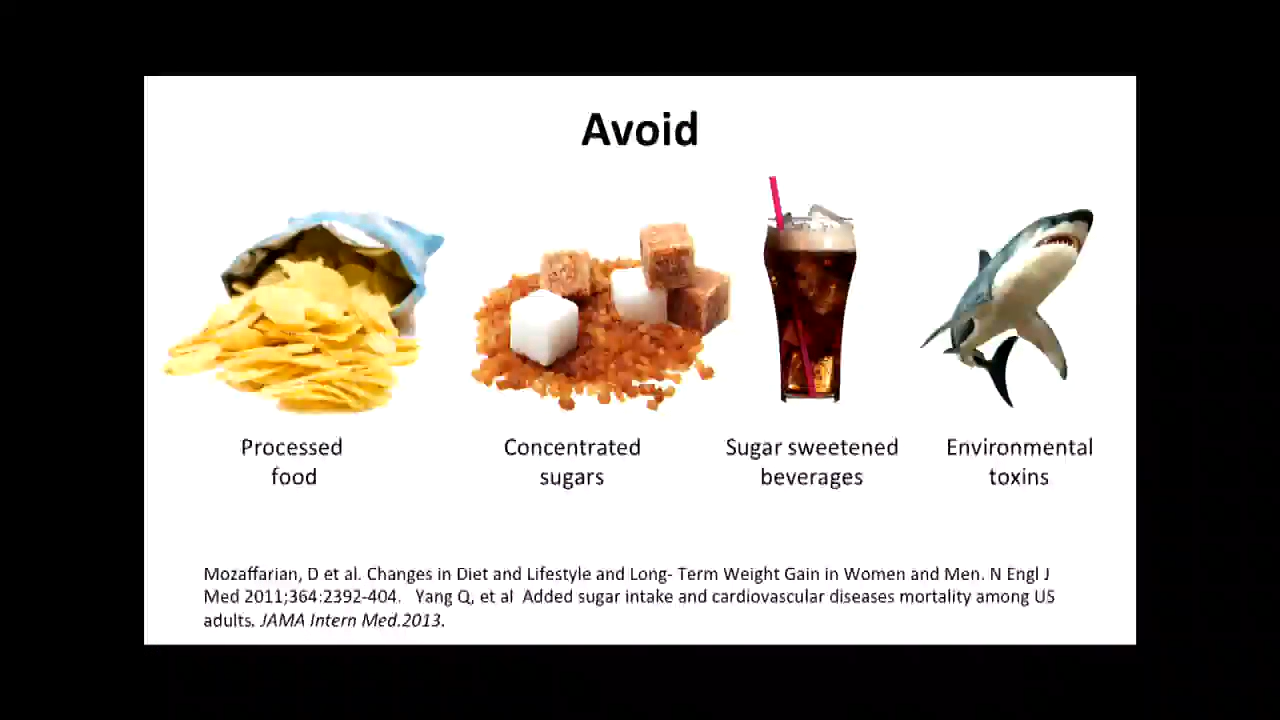 Avoid
Processed
food
Concentrated
sugars
Sugar sweetened
beverages
Environmental
toxins
Mozaffarian, D et al. Changes in Diet and Lifestyle and Long- Term Weight Gain in Women and Men. N Engl J
Med 2011;364:2392-404. Yang Q, et al Added sugar intake and cardiovascular diseases mortality among US
adults. JAMA Intern Med.2013.